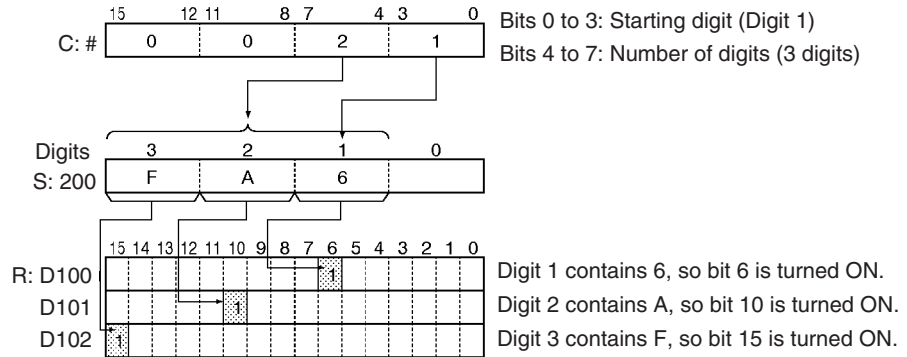 15 12 11 8 7 4 3 0
C: # 0 0 2 1
Bits 0 to 3: Starting digit (Digit 1)
Bits 4 to 7: Number of digits (3 digits)
Digits 3 2 1 0
S: 200 F A 6
15 14 13 12 11 10 9 8 7 6 5 4 3 2 1 0
R: D100 1 Digit 1 contains 6, so bit 6 is turned ON.
D101 1 Digit 2 contains A, so bit 10 is turned ON.
D102 1 Digit 3 contains F, so bit 15 is turned ON.